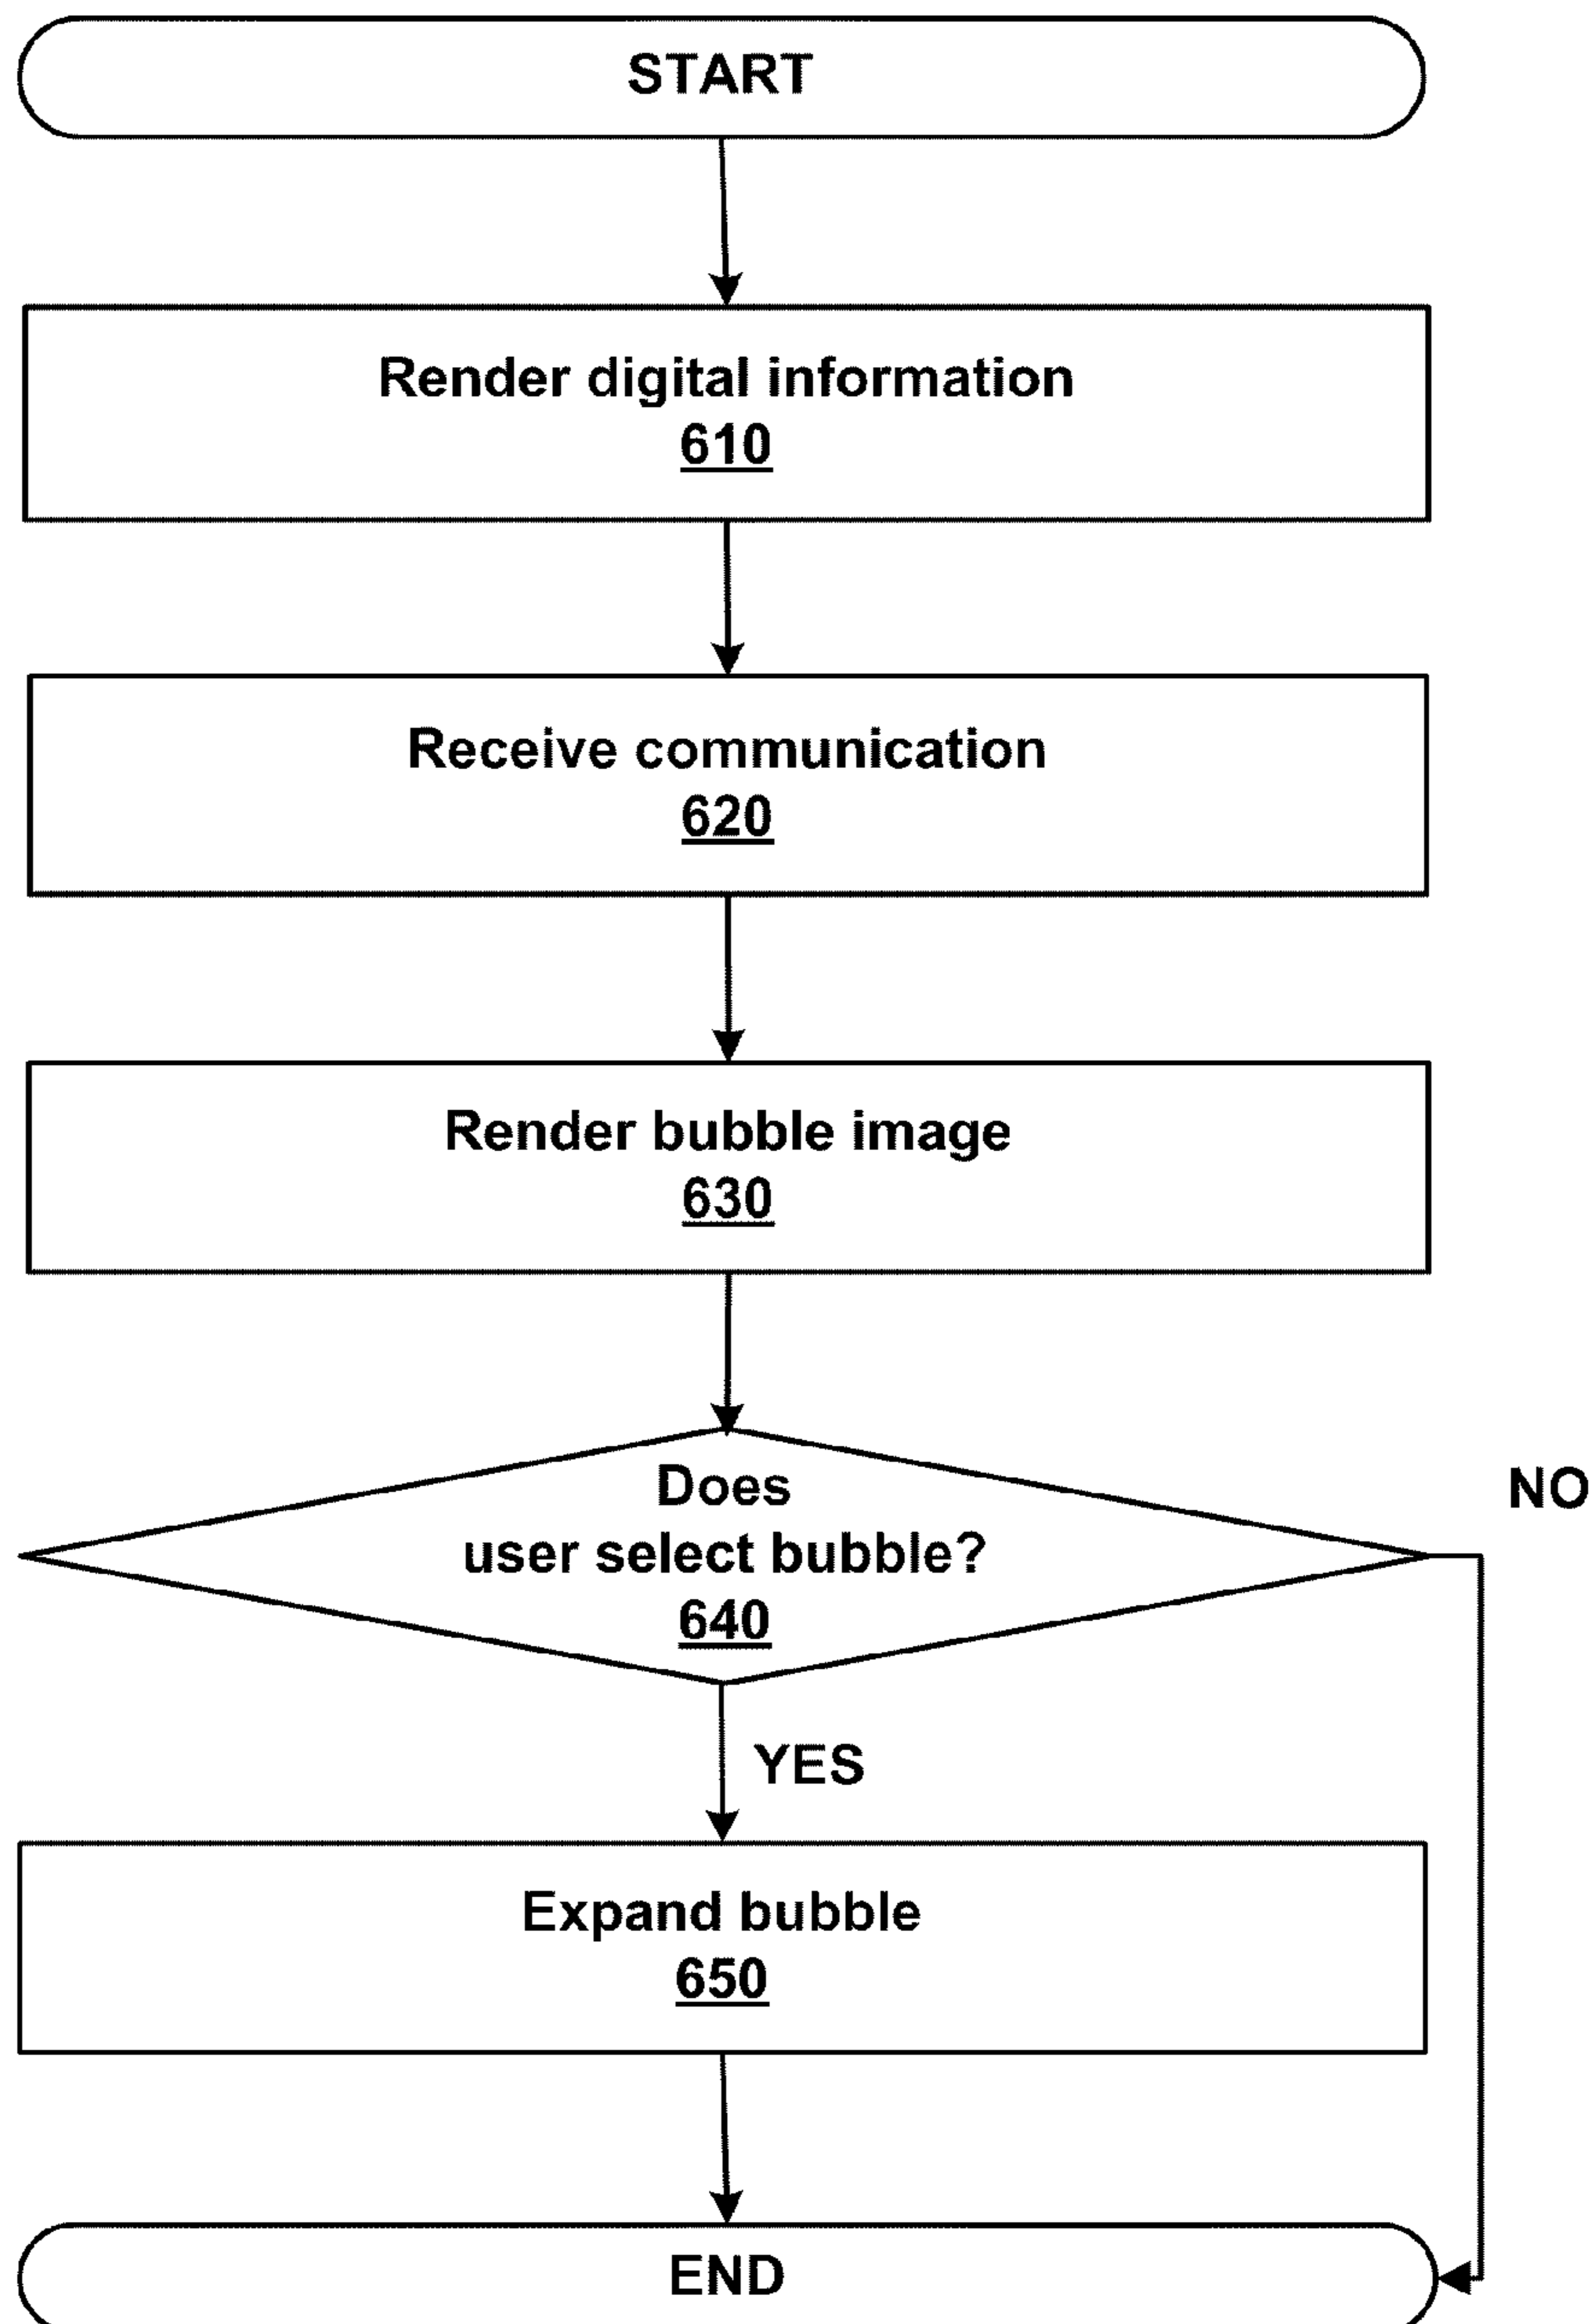 START
Render digital information
610
Receive communication
620
Render bubble image
630
Does
user select bubble?
640
NO
YES
Expand bubble
650
END